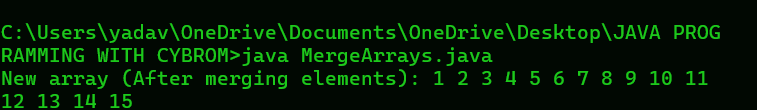 C:\Users\yadav\OneDrive\Documents\OneDrive\Desktop\JAVA PROG
RAMMING WITH CYBROM>java MergeArrays.java
New array (After merging elements): 1 2 3 4 5 6 7 8 9 10 11
12 13 14 15